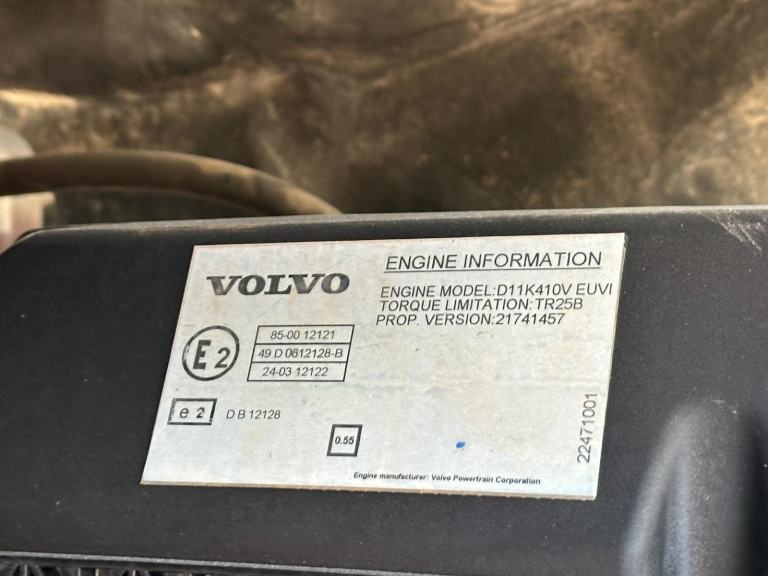 VOLVO
ENGINE INFORMATION
ENGINE MODEL:D11K410V EUVI
TORQUE LIMITATION:TR25B
PROP. VERSION:21741457
E2
85-00 12121
49 D 0612128-B
24-03 12122
e 2
D B 12128
0.55
22471001
Engine manufacturer: Volvo Powertrain Corporation